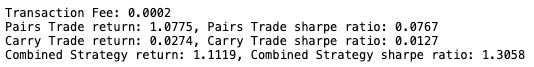 Transaction Fee: 0.0002
Pairs Trade return: 1.0775, Pairs Trade sharpe ratio: 0.0767
Carry Trade return: 0.0274, Carry Trade sharpe ratio: 0.0127
Combined Strategy return: 1.1119, Combined Strategy sharpe ratio: 1.3058